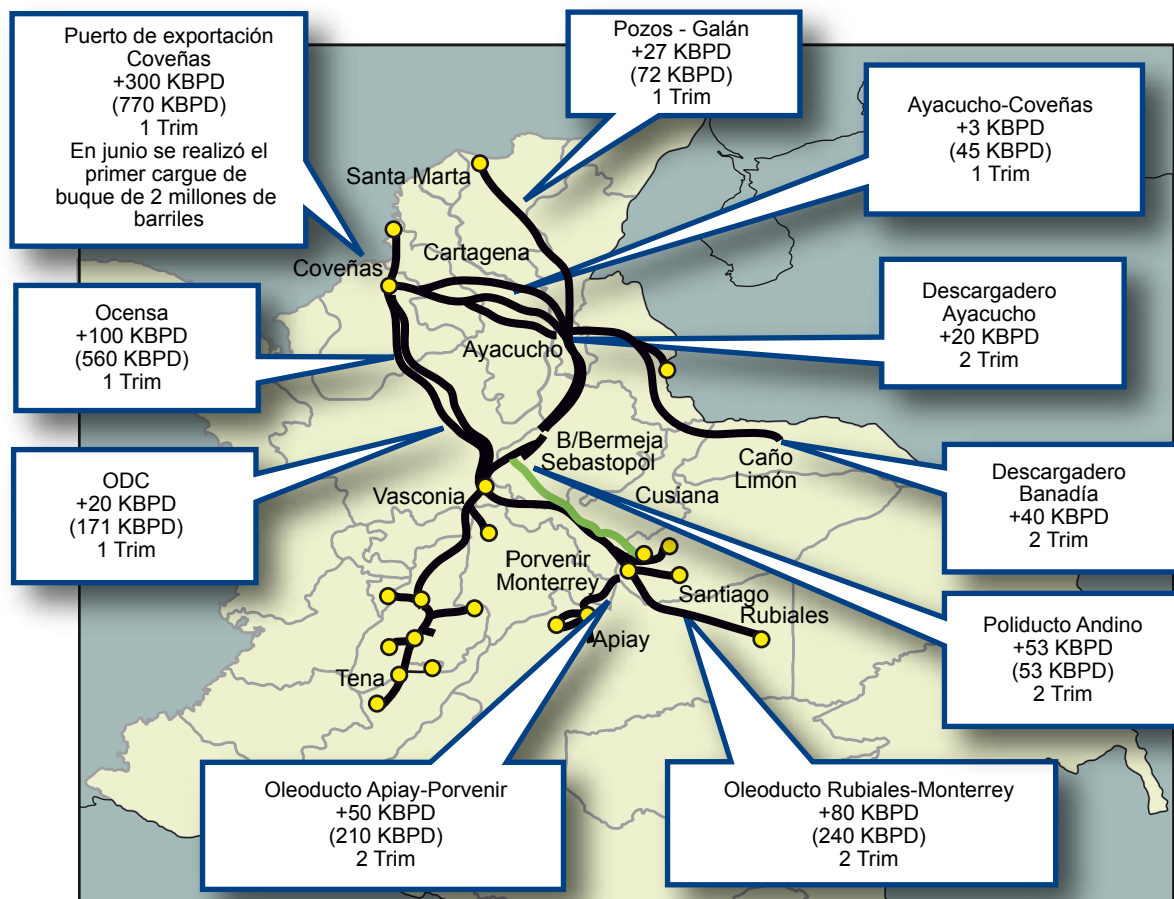 Puerto de exportación
Coveñas
+300 KBPD
(770 KBPD)
1 Trim
En junio se realizó el
primer cargue de
buque de 2 millones de
barriles
Pozos - Galán
+27 KBPD
(72 KBPD)
1 Trim
Ayacucho-Coveñas
+3 KBPD
(45 KBPD)
1 Trim
Santa Marta
Cartagena
Coveñas
Ocensa
+100 KBPD
(560 KBPD)
1 Trim
Ayacucho
Descargadero
Ayacucho
+20 KBPD
2 Trim
ODC
+20 KBPD
(171 KBPD)
1 Trim
B/Bermeja
Sebastopol
Vasconia
Cusiana
Caño
Limón
Descargadero
Banadía
+40 KBPD
2 Trim
Porvenir
Monterrey
Santiago
Rubiales
Apiay
Tena
Poliducto Andino
+53 KBPD
(53 KBPD)
2 Trim
Oleoducto Apiay-Porvenir
+50 KBPD
(210 KBPD)
2 Trim
Oleoducto Rubiales-Monterrey
+80 KBPD
(240 KBPD)
2 Trim